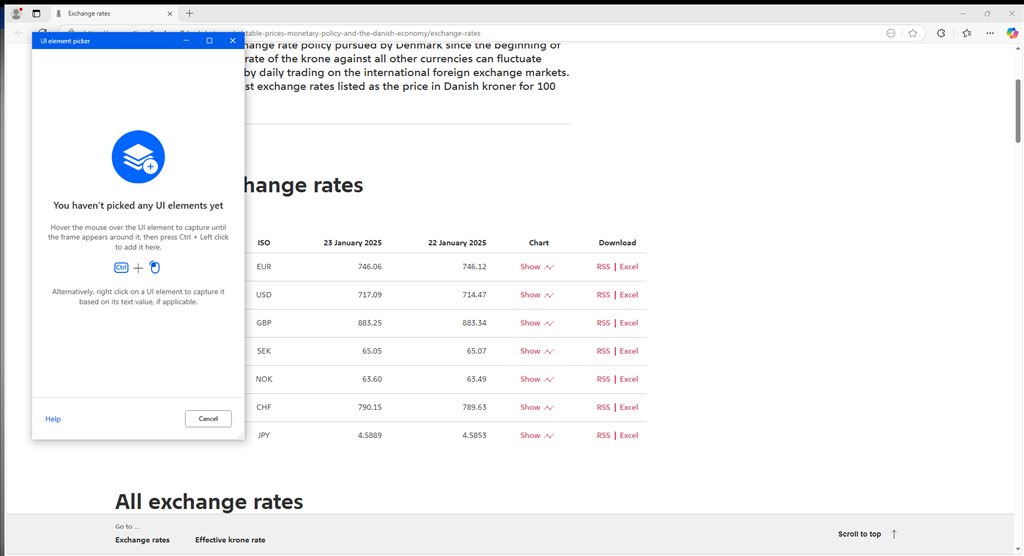 Exchange rates
table-prices-monetary-policy-and-the-danish-economy/exchange-rates
UI element picker
hange rate policy pursued by Denmark since the beginning of
rate of the krone against all other currencies can fluctuate
by daily trading on the international foreign exchange markets.
st exchange rates listed as the price in Danish kroner for 100
You haven't picked any UI elements yet
Hover the mouse over the UI element to capture until
the frame appears around it, then press Ctrl + Left click
to add it here.
Ctrl +
Alternatively, right click on a UI element to capture it
based on its text value, if applicable.
Help
Cancel
hange rates
ISO 23 January 2025 22 January 2025 Chart Download
EUR 746.06 746.12 Show RSS | Excel
USD 717.09 714.47 Show RSS | Excel
GBP 883.25 883.34 Show RSS | Excel
SEK 65.05 65.07 Show RSS | Excel
NOK 63.60 63.49 Show RSS | Excel
CHF 790.15 789.63 Show RSS | Excel
JPY 4.5889 4.5853 Show RSS | Excel
All exchange rates
Go to ...
Exchange rates Effective krone rate
Scroll to top